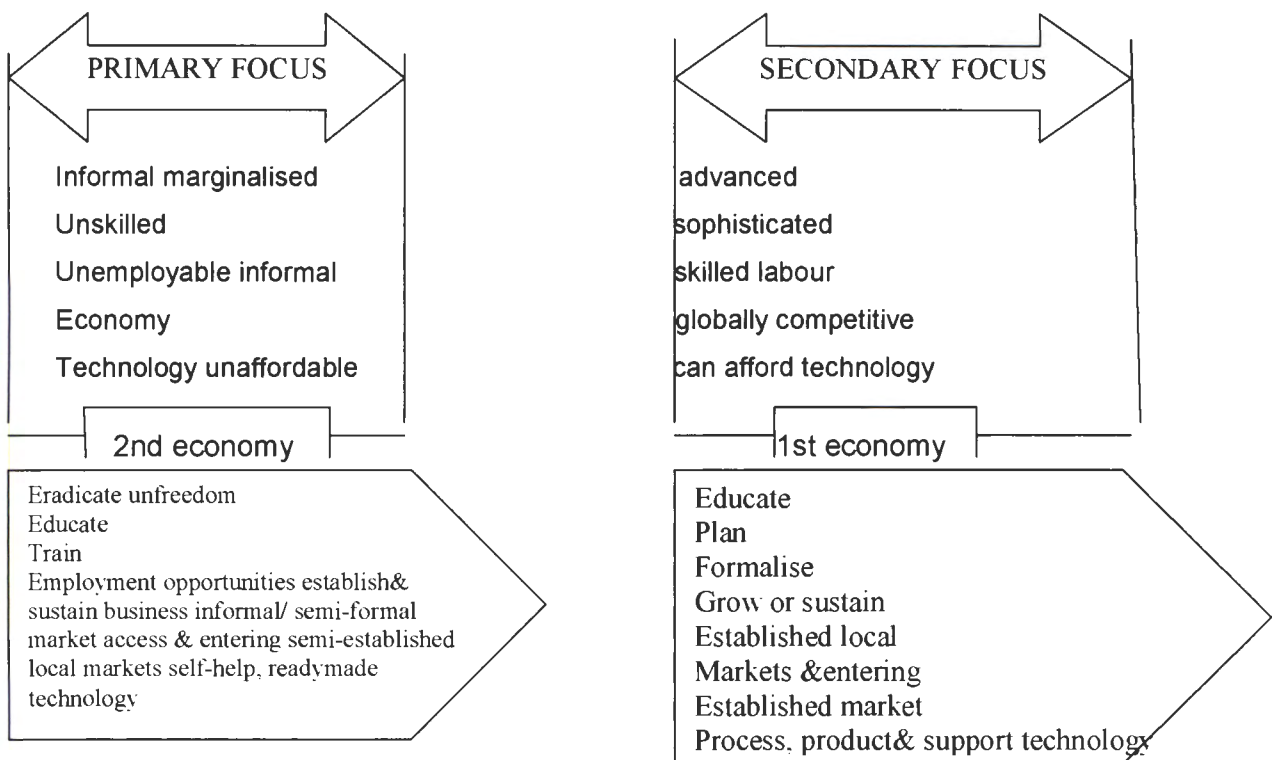 PRIMARY FOCUS
Informal marginalised
Unskilled
Unemployable informal
Economy
Technology unaffordable
2nd economy
Eradicate unfreedom
Educate
Train
Employment opportunities establish&
sustain business informal/ semi-formal
market access & entering semi-established
local markets self-help, readymade
technology
SECONDARY FOCUS
advanced
sophisticated
skilled labour
globally competitive
can afford technology
1st economy
Educate
Plan
Formalise
Grow or sustain
Established local
Markets &entering
Established market
Process, product& support technology